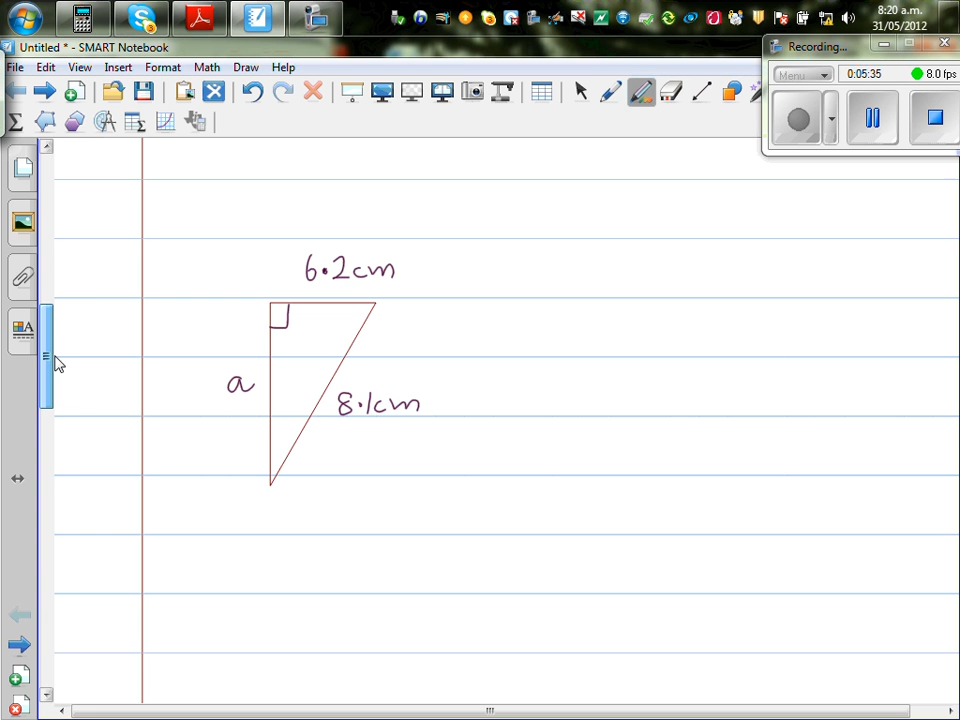 8:20 a.m.
31/05/2012
Untitled * - SMART Notebook
Recording...
File Edit View Insert Format Math Draw Help
Menu
0:05:35
8.0 fps
6.2cm
a
8.1cm